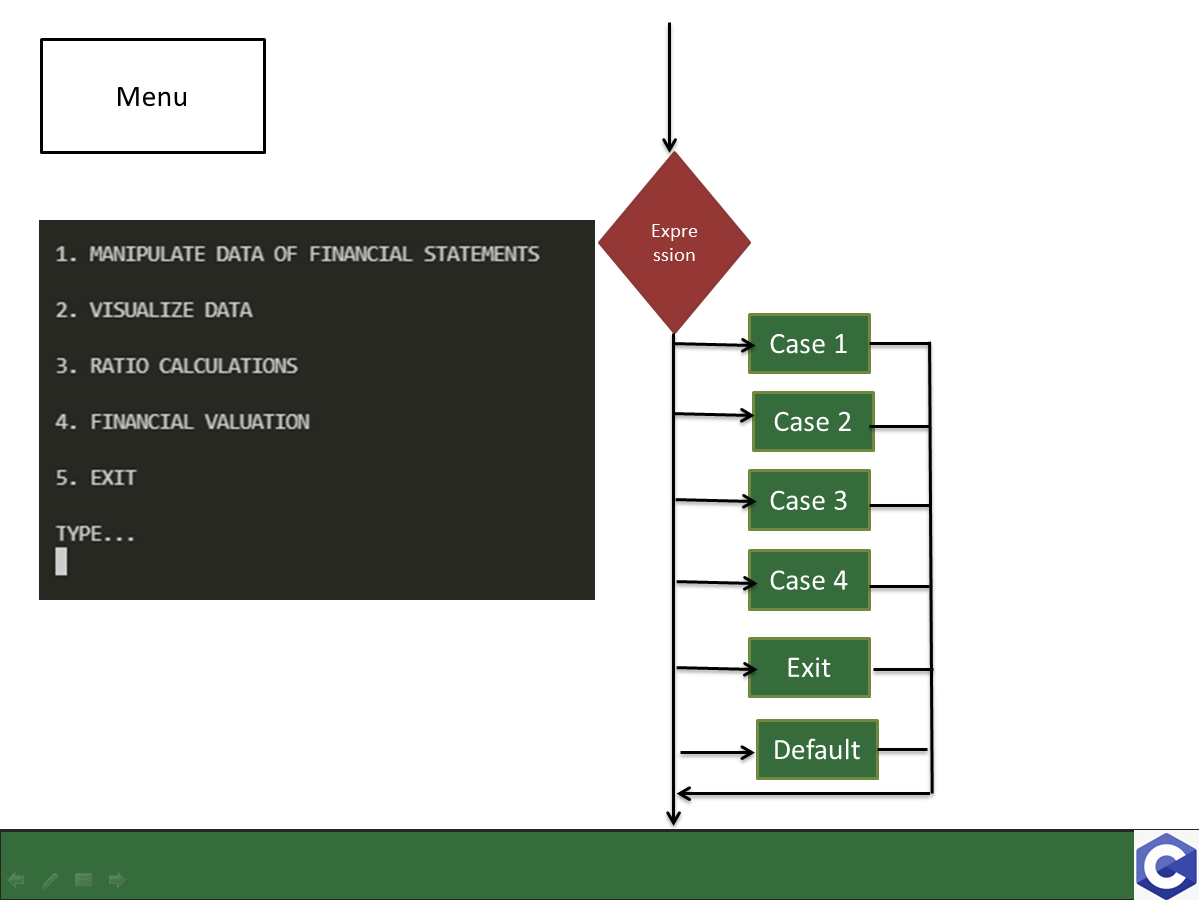 Menu
1. MANIPULATE DATA OF FINANCIAL STATEMENTS
2. VISUALIZE DATA
3. RATIO CALCULATIONS
4. FINANCIAL VALUATION
5. EXIT
TYPE...
Expre
ssion
Case 1
Case 2
Case 3
Case 4
Exit
Default
C